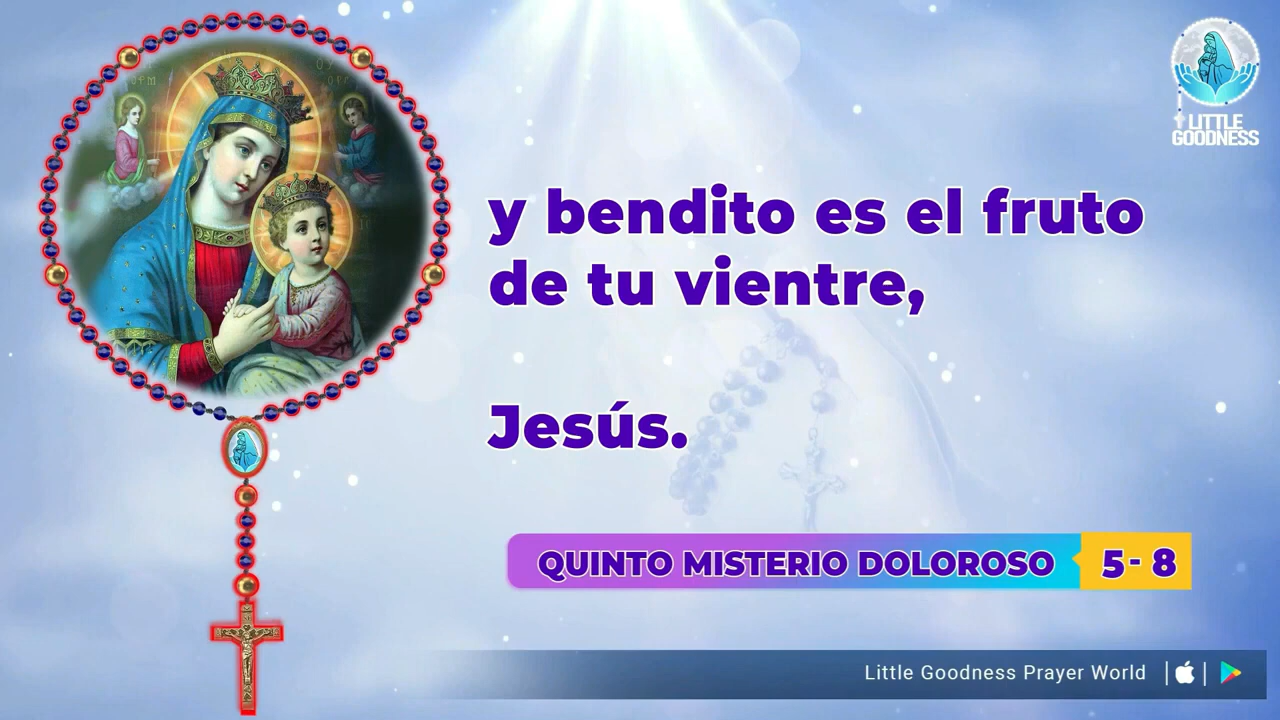 LITTLE
GOODNESS
y bendito es el fruto
de tu vientre,
Jesús.
QUINTO MISTERIO DOLOROSO 5- 8
Little Goodness Prayer World